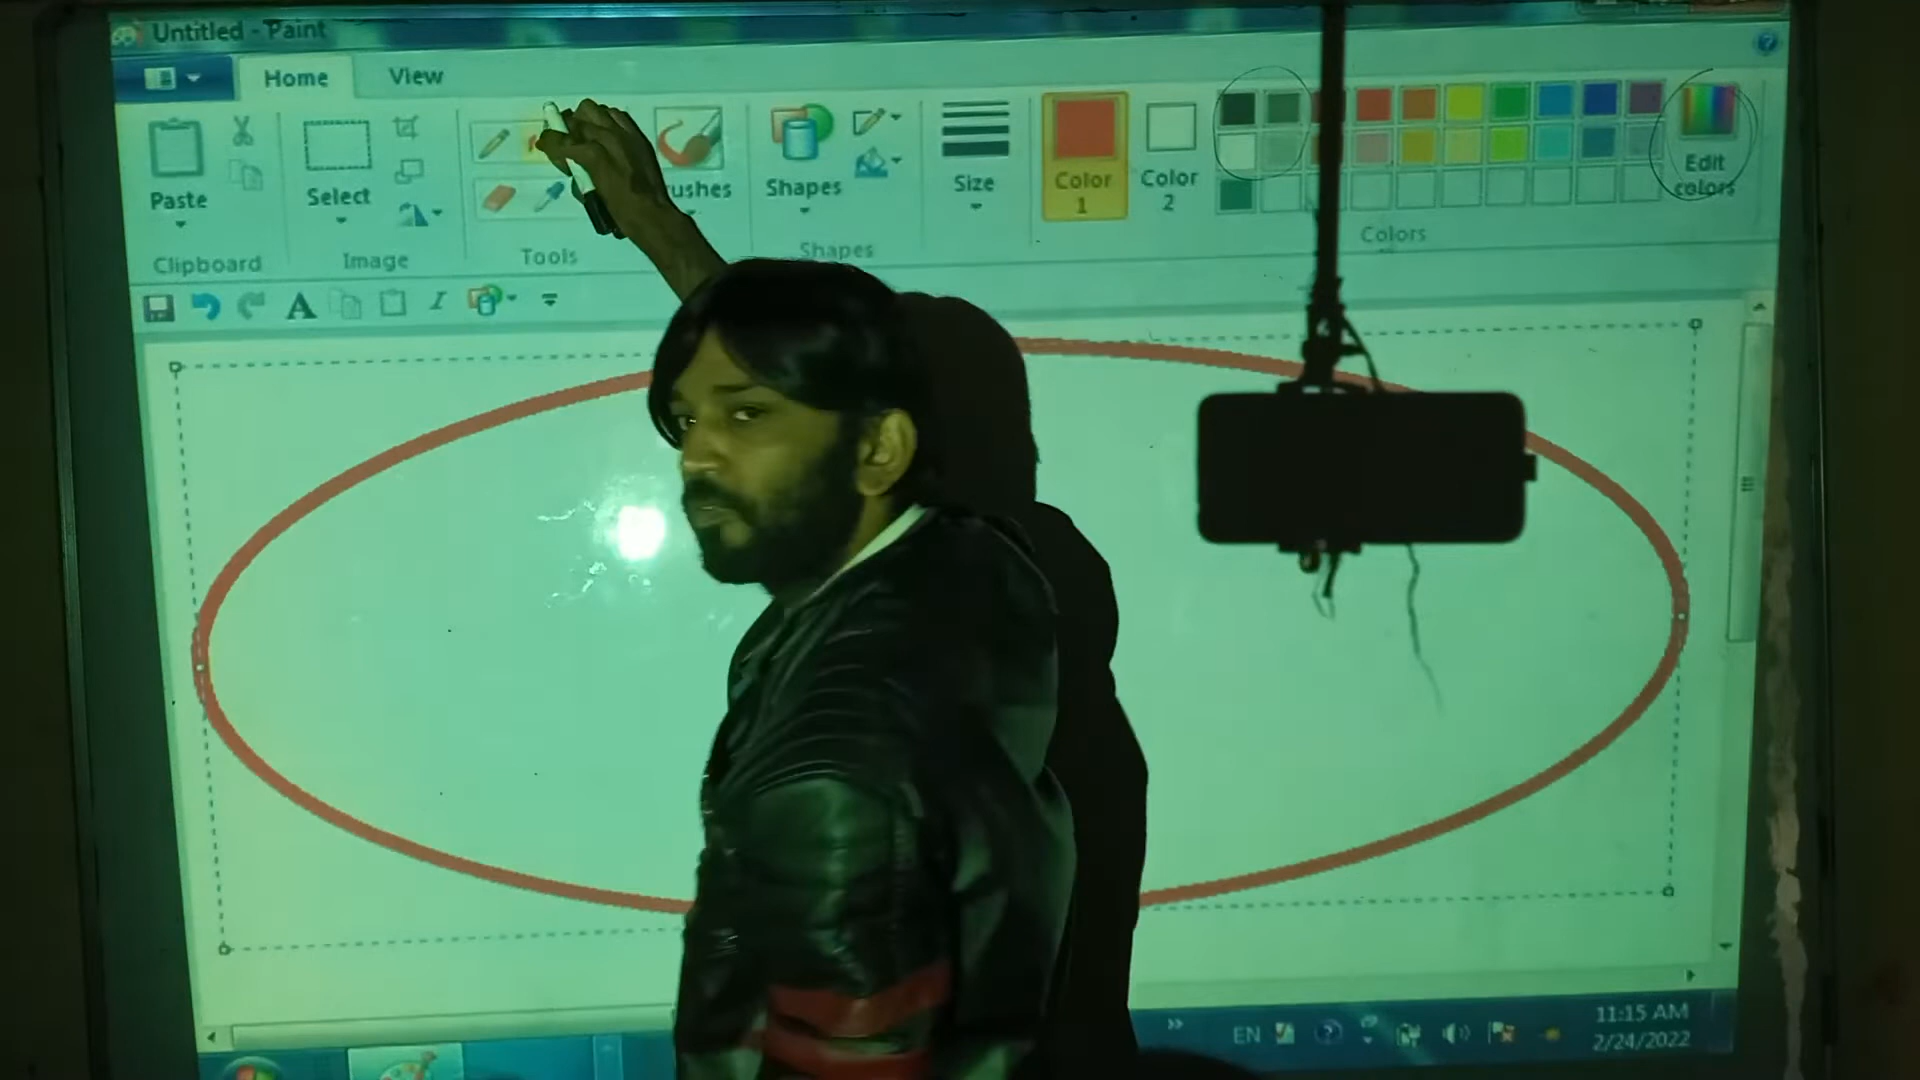 Untitled - Paint
Home View
Paste
Select
Shapes
Size
Color 1
Color 2
Edit colors
Clipboard
Image
Tools
Shapes
Colors
A
I
EN
11:15 AM
2/24/2022